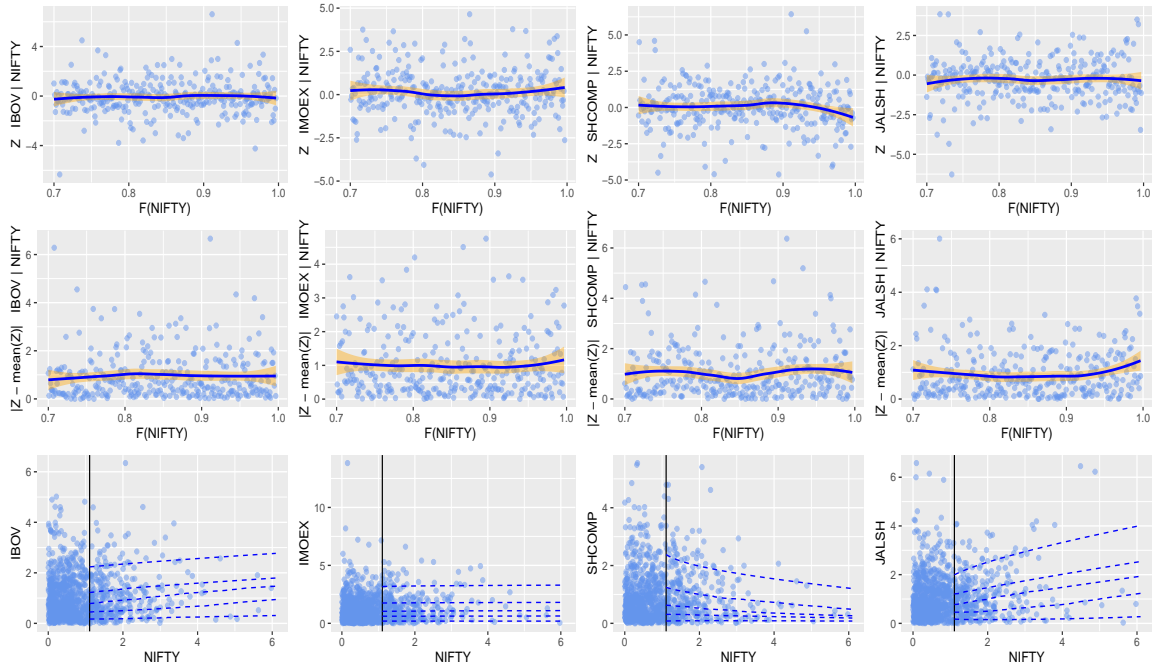 Z   IBOV | NIFTY
4
0
−4
0.7 0.8 0.9 1.0
F(NIFTY)
Z   IMOEX | NIFTY
5.0
2.5
0.0
−2.5
−5.0
0.7 0.8 0.9 1.0
F(NIFTY)
Z   SHCOMP | NIFTY
5.0
2.5
0.0
−2.5
−5.0
0.7 0.8 0.9 1.0
F(NIFTY)
Z   JALSH | NIFTY
2.5
0.0
−2.5
−5.0
0.7 0.8 0.9 1.0
F(NIFTY)
|Z − mean(Z)|   IBOV | NIFTY
6
4
2
0
0.7 0.8 0.9 1.0
F(NIFTY)
|Z − mean(Z)|   IMOEX | NIFTY
4
3
2
1
0
0.7 0.8 0.9 1.0
F(NIFTY)
|Z − mean(Z)|   SHCOMP | NIFTY
6
4
2
0
0.7 0.8 0.9 1.0
F(NIFTY)
|Z − mean(Z)|   JALSH | NIFTY
6
4
2
0
0.7 0.8 0.9 1.0
F(NIFTY)
IBOV
6
4
2
0
0 2 4 6
NIFTY
IMOEX
10
5
0
0 2 4 6
NIFTY
SHCOMP
6
4
2
0
0 2 4 6
NIFTY
JALSH
6
4
2
0
0 2 4 6
NIFTY